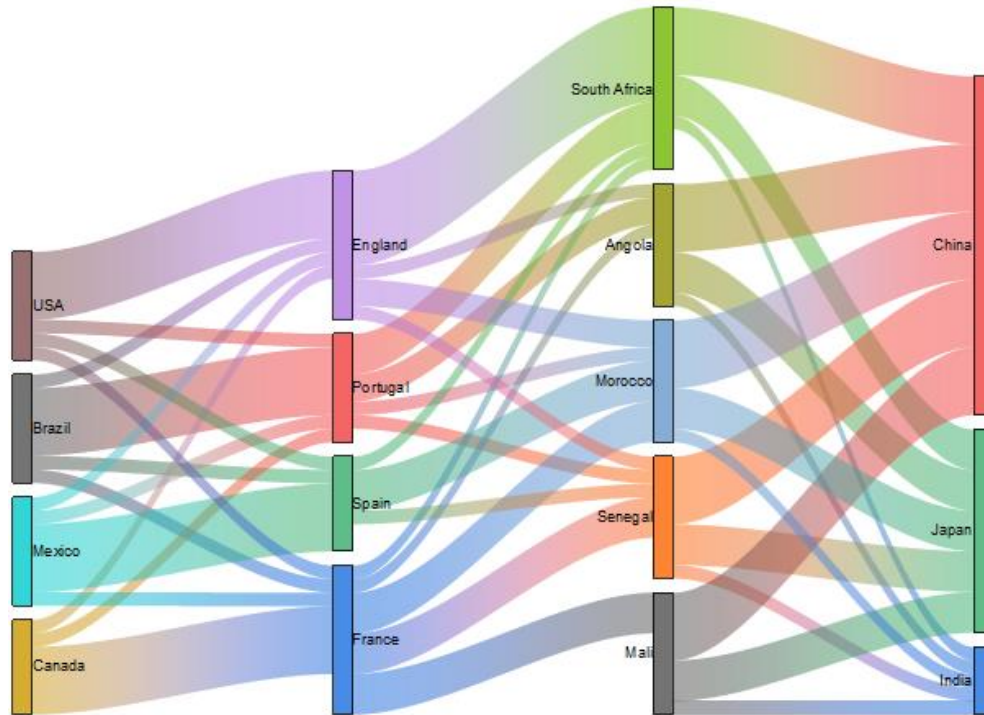 USA
Brazil
Mexico
Canada
England
Portugal
Spain
France
South Africa
Angola
Morocco
Senegal
Mali
China
Japan
India